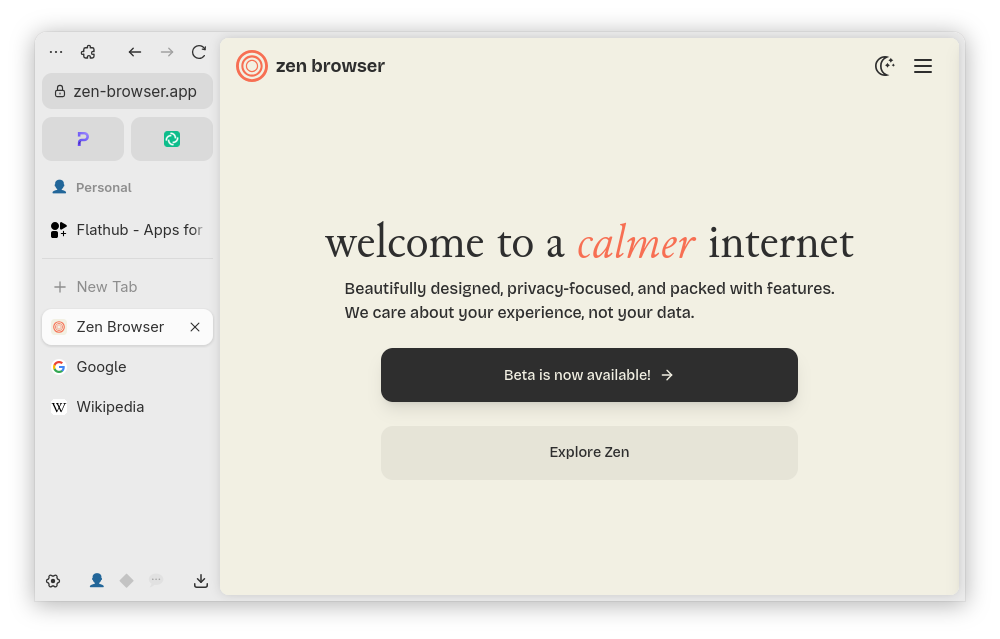 zen-browser.app
Personal
Flathub - Apps for
New Tab
Zen Browser
Google
Wikipedia
zen browser
welcome to a calmer internet
Beautifully designed, privacy-focused, and packed with features.
We care about your experience, not your data.
Beta is now available! →
Explore Zen